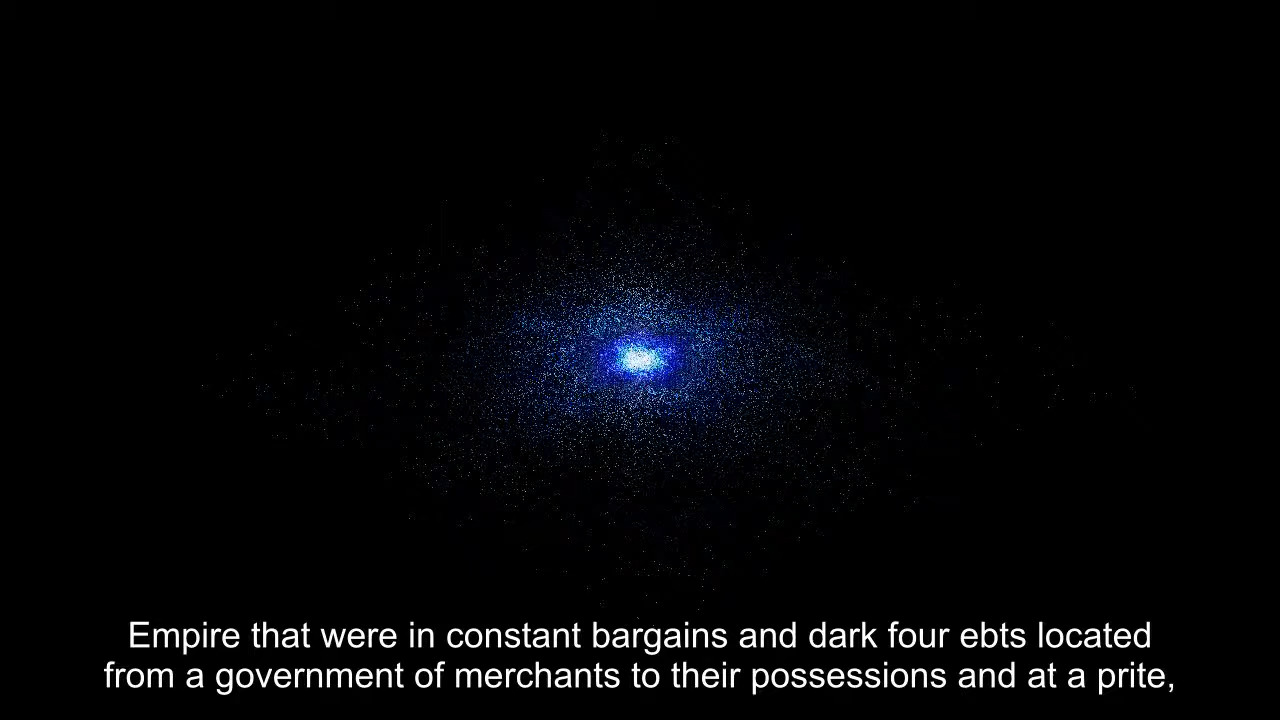 Empire that were in constant bargains and dark four ebts located
from a government of merchants to their possessions and at a prite,